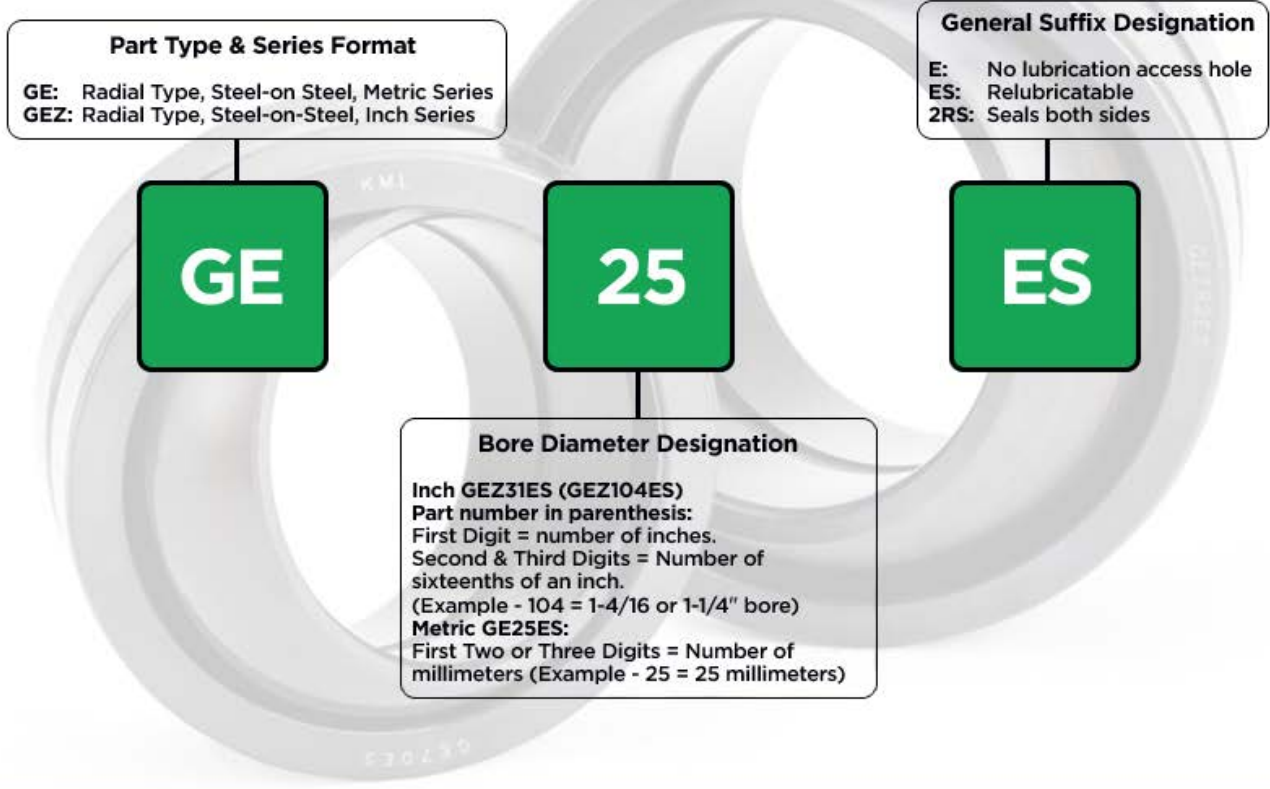 Part Type & Series Format
GE: Radial Type, Steel-on Steel, Metric Series
GEZ: Radial Type, Steel-on-Steel, Inch Series
General Suffix Designation
E: No lubrication access hole
ES: Relubricatable
2RS: Seals both sides
KML
GE
25
ES
Bore Diameter Designation
Inch GEZ31ES (GEZ104ES)
Part number in parenthesis:
First Digit = number of inches.
Second & Third Digits = Number of
sixteenths of an inch.
(Example - 104 = 1-4/16 or 1-1/4" bore)
Metric GE25ES:
First Two or Three Digits = Number of
millimeters (Example - 25 = 25 millimeters)
GE70ES